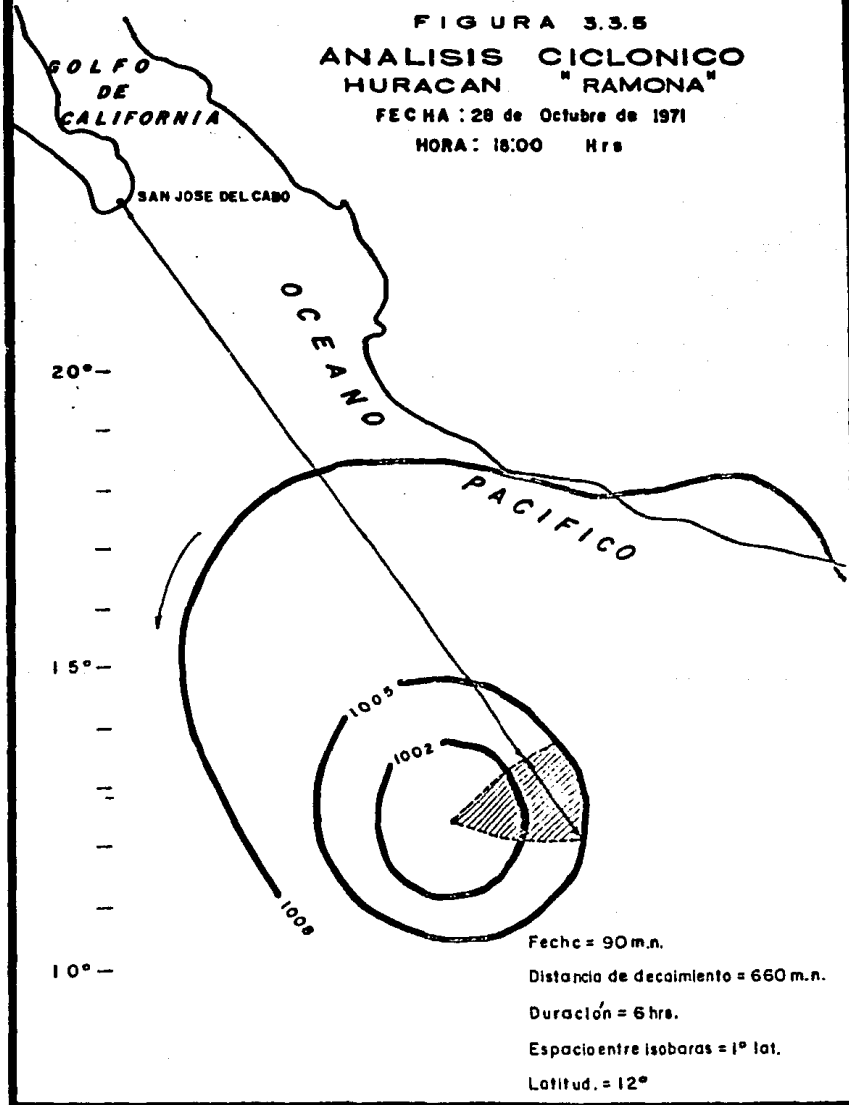 FIGURA 3.3.5
ANALISIS CICLONICO
HURACAN "RAMONA"
FECHA: 28 de Octubre de 1971
HORA: 18:00 Hrs
GOLFO
DE
CALIFORNIA
SAN JOSE DEL CABO
OCEANO
PACIFICO
20°
15°
10°
1005
1002
1008
Fechc = 90 m.n.
Distancia de decaimiento = 660 m.n.
Duración = 6 hrs.
Espacio entre isobaras = 1° lat.
Latitud. = 12°